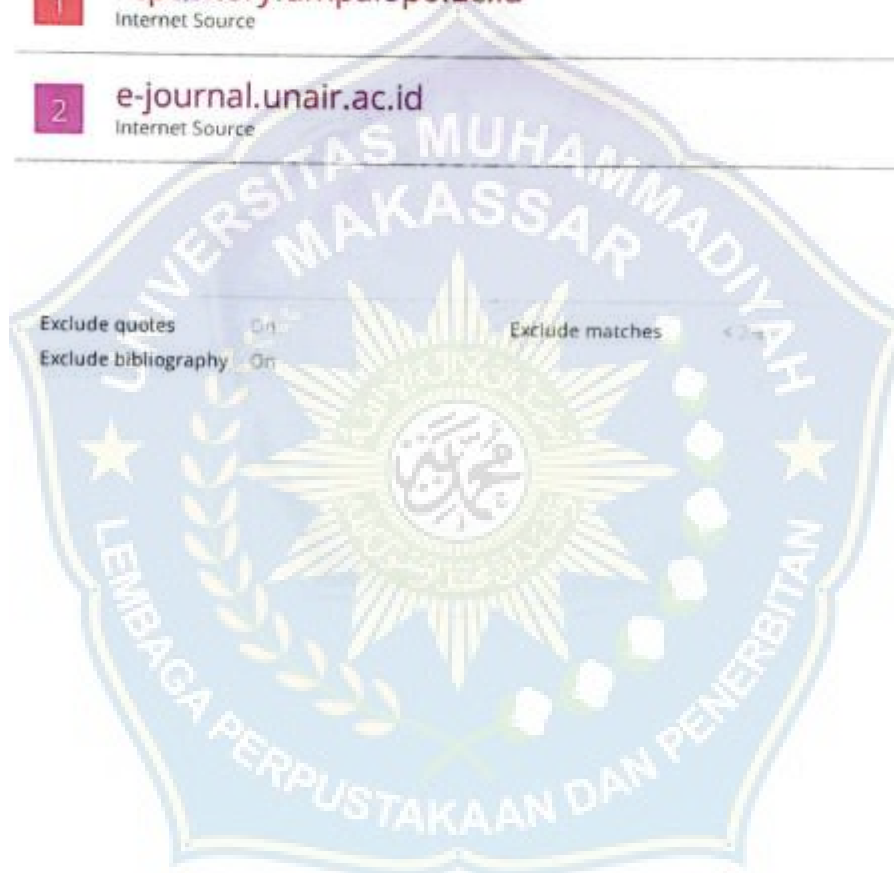 1
Internet Source
2 e-journal.unair.ac.id
Internet Source
UNIVERSITAS MUHAMMADIYAH
MAKASSAR
Exclude quotes On
Exclude matches
Exclude bibliography On
محمد
LEMBAGA PERPUSTAKAAN DAN PENERBITAN